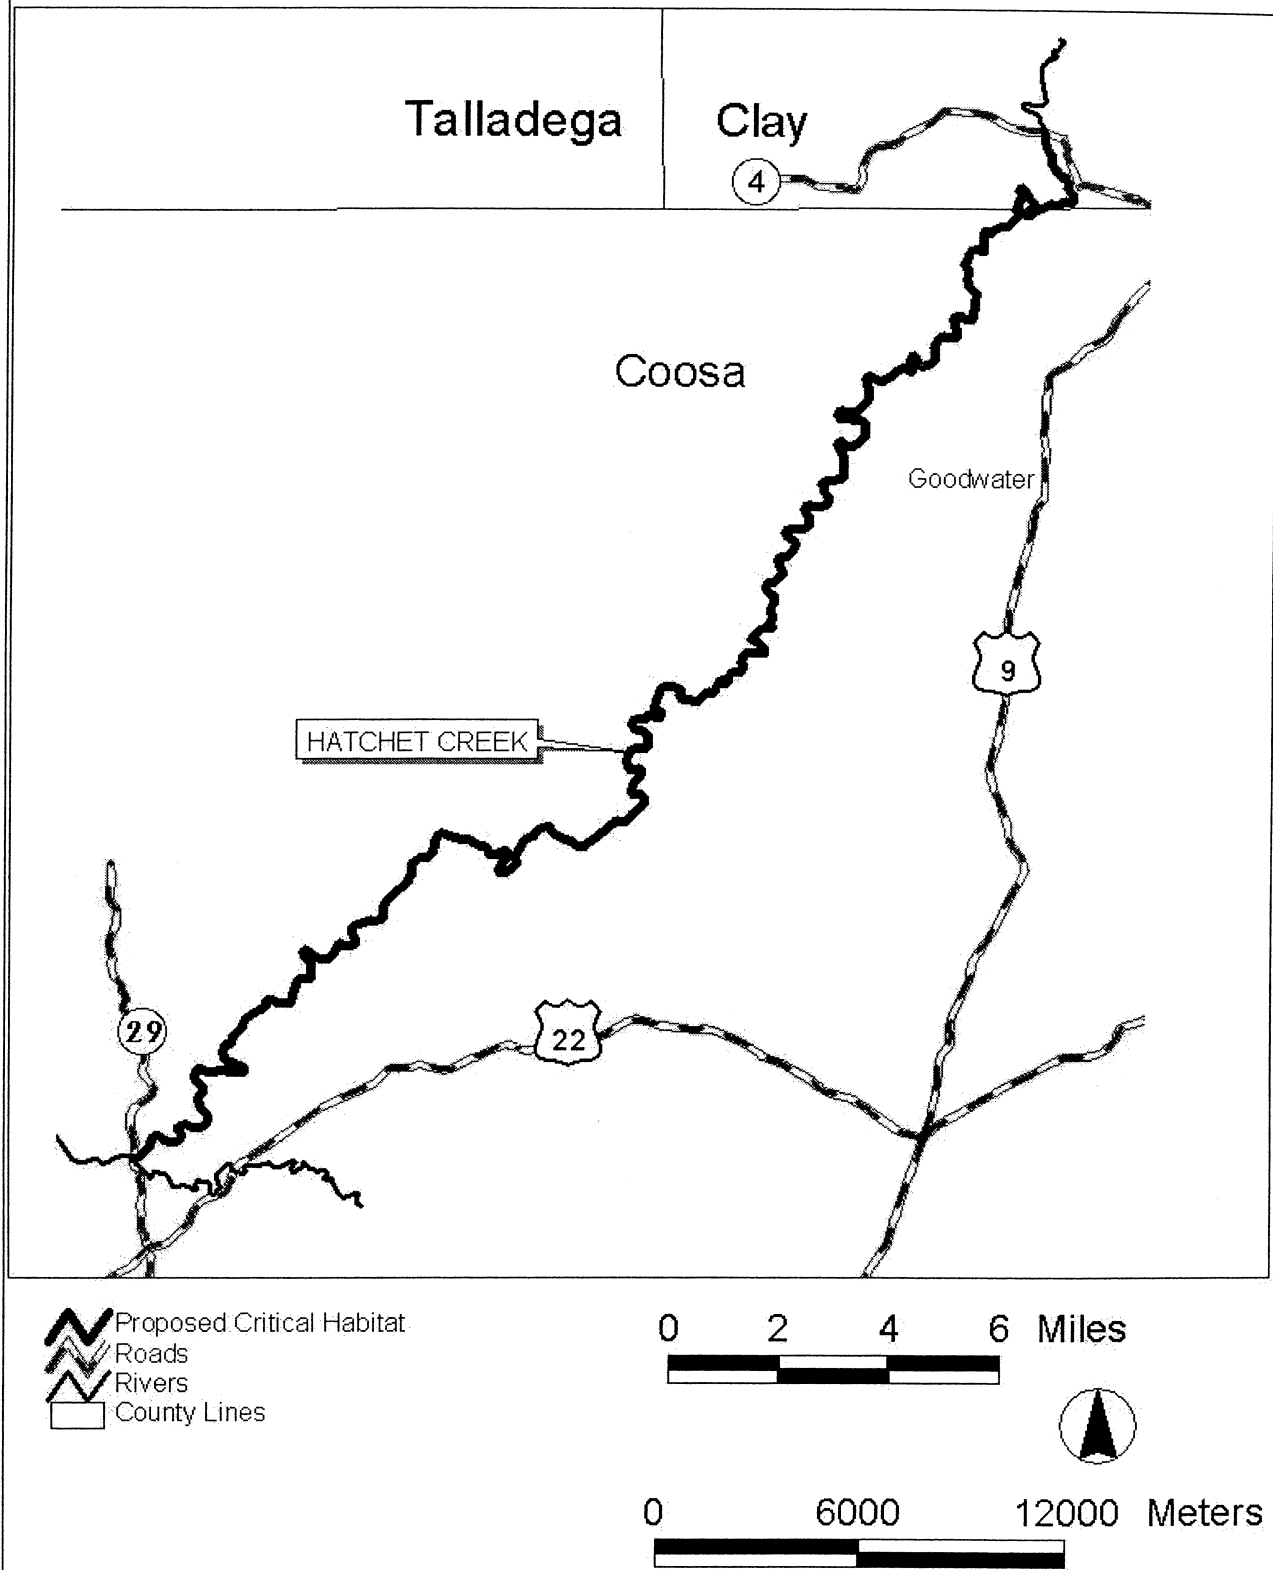 Talladega
Clay
4
Coosa
Goodwater
9
HATCHET CREEK
29
22
Proposed Critical Habitat
Roads
Rivers
County Lines
0 2 4 6 Miles
0 6000 12000 Meters